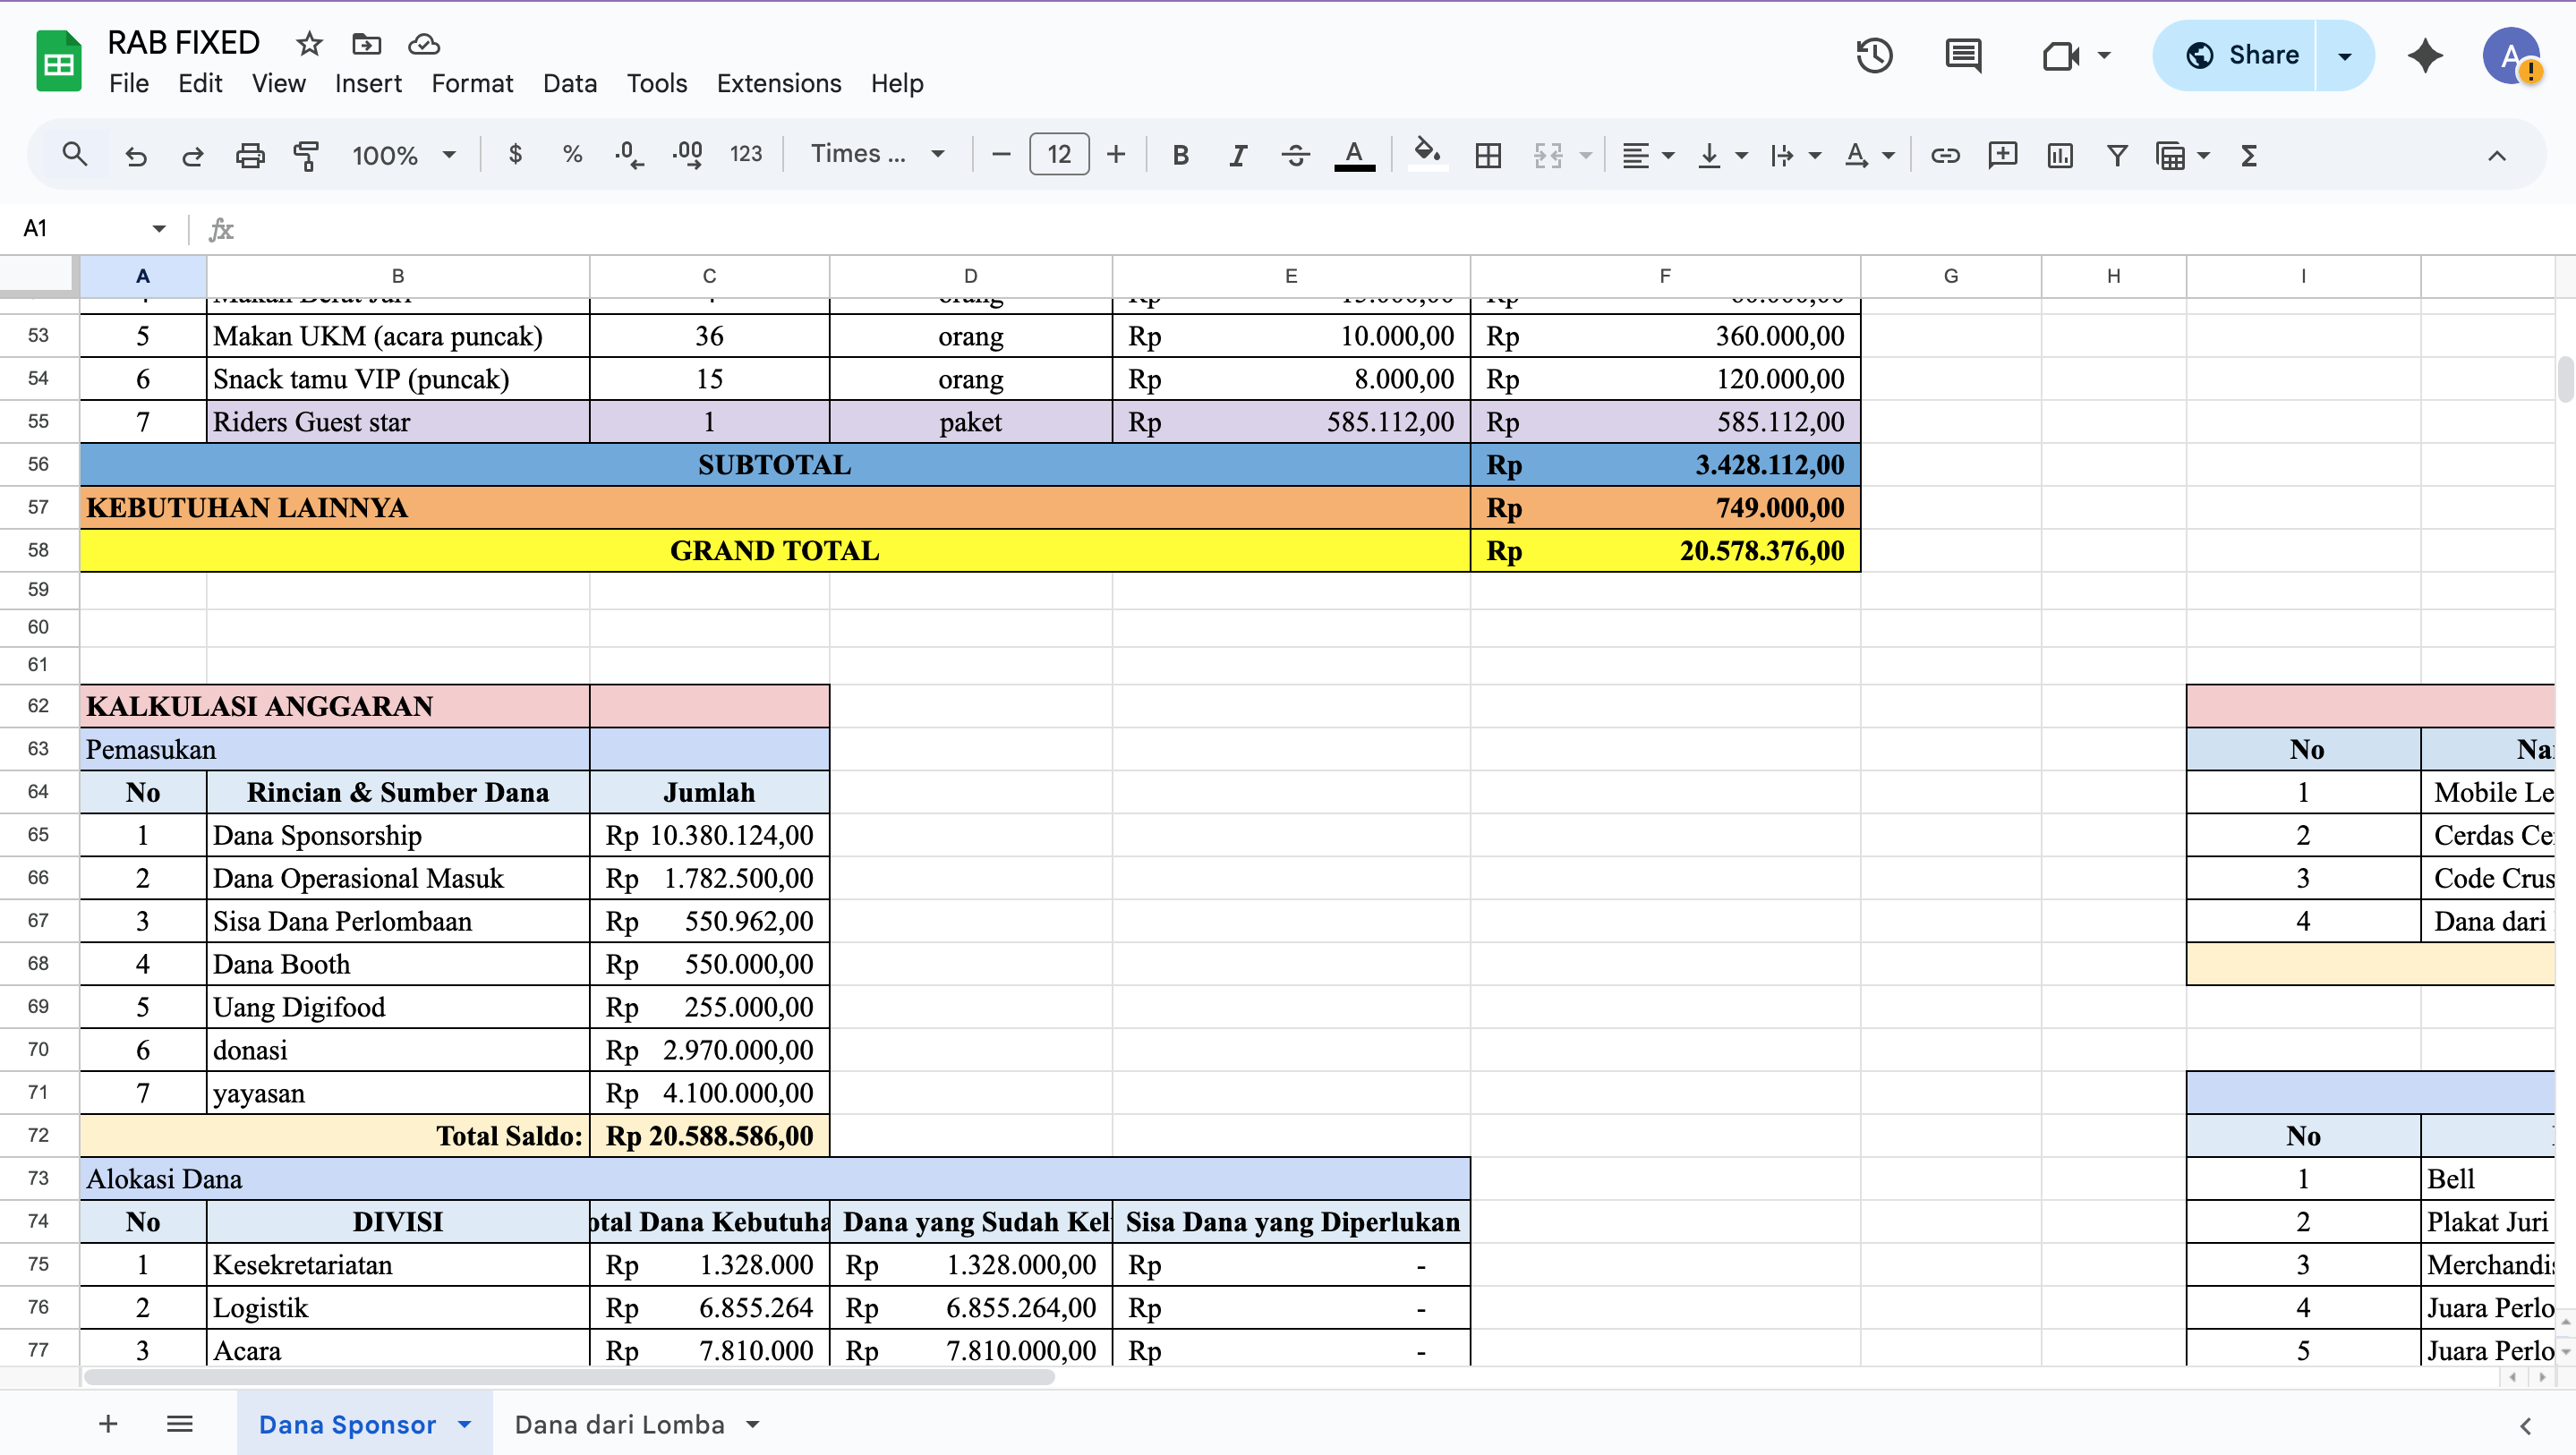 RAB FIXED
File Edit View Insert Format Data Tools Extensions Help
Share
A
100% $ % .0 .00 123 Times ... 12 B I A
A1 fx
A B C D E F G H I
53 5 Makan UKM (acara puncak) 36 orang Rp 10.000,00 Rp 360.000,00
54 6 Snack tamu VIP (puncak) 15 orang Rp 8.000,00 Rp 120.000,00
55 7 Riders Guest star 1 paket Rp 585.112,00 Rp 585.112,00
56 SUBTOTAL Rp 3.428.112,00
57 KEBUTUHAN LAINNYA Rp 749.000,00
58 GRAND TOTAL Rp 20.578.376,00
59
60
61
62 KALKULASI ANGGARAN
63 Pemasukan No
64 No Rincian & Sumber Dana Jumlah 1 Mobile Le
65 1 Dana Sponsorship Rp 10.380.124,00 2 Cerdas Ce
66 2 Dana Operasional Masuk Rp 1.782.500,00 3 Code Crus
67 3 Sisa Dana Perlombaan Rp 550.962,00 4 Dana dari
68 4 Dana Booth Rp 550.000,00
69 5 Uang Digifood Rp 255.000,00
70 6 donasi Rp 2.970.000,00
71 7 yayasan Rp 4.100.000,00
72 Total Saldo: Rp 20.588.586,00 No
73 Alokasi Dana 1 Bell
74 No DIVISI otal Dana Kebutuha Dana yang Sudah Kel Sisa Dana yang Diperlukan 2 Plakat Juri
75 1 Kesekretariatan Rp 1.328.000 Rp 1.328.000,00 Rp - 3 Merchandis
76 2 Logistik Rp 6.855.264 Rp 6.855.264,00 Rp - 4 Juara Perlo
77 3 Acara Rp 7.810.000 Rp 7.810.000,00 Rp - 5 Juara Perlo
Dana Sponsor Dana dari Lomba